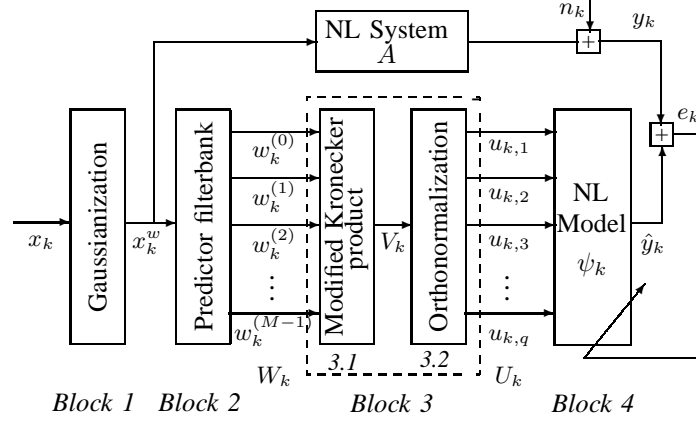 NL System
A
n_k
+
y_k
+
e_k
x_k
Gaussianization
x_k^w
Predictor filterbank
w_k^{(0)}
w_k^{(1)}
w_k^{(2)}
⋮
w_k^{(M−1)}
Modified Kronecker
product
V_k
Orthonormalization
u_{k,1}
u_{k,2}
u_{k,3}
⋮
u_{k,q}
NL
Model
ψ_k
ŷ_k
3.1
3.2
W_k
U_k
Block 1
Block 2
Block 3
Block 4